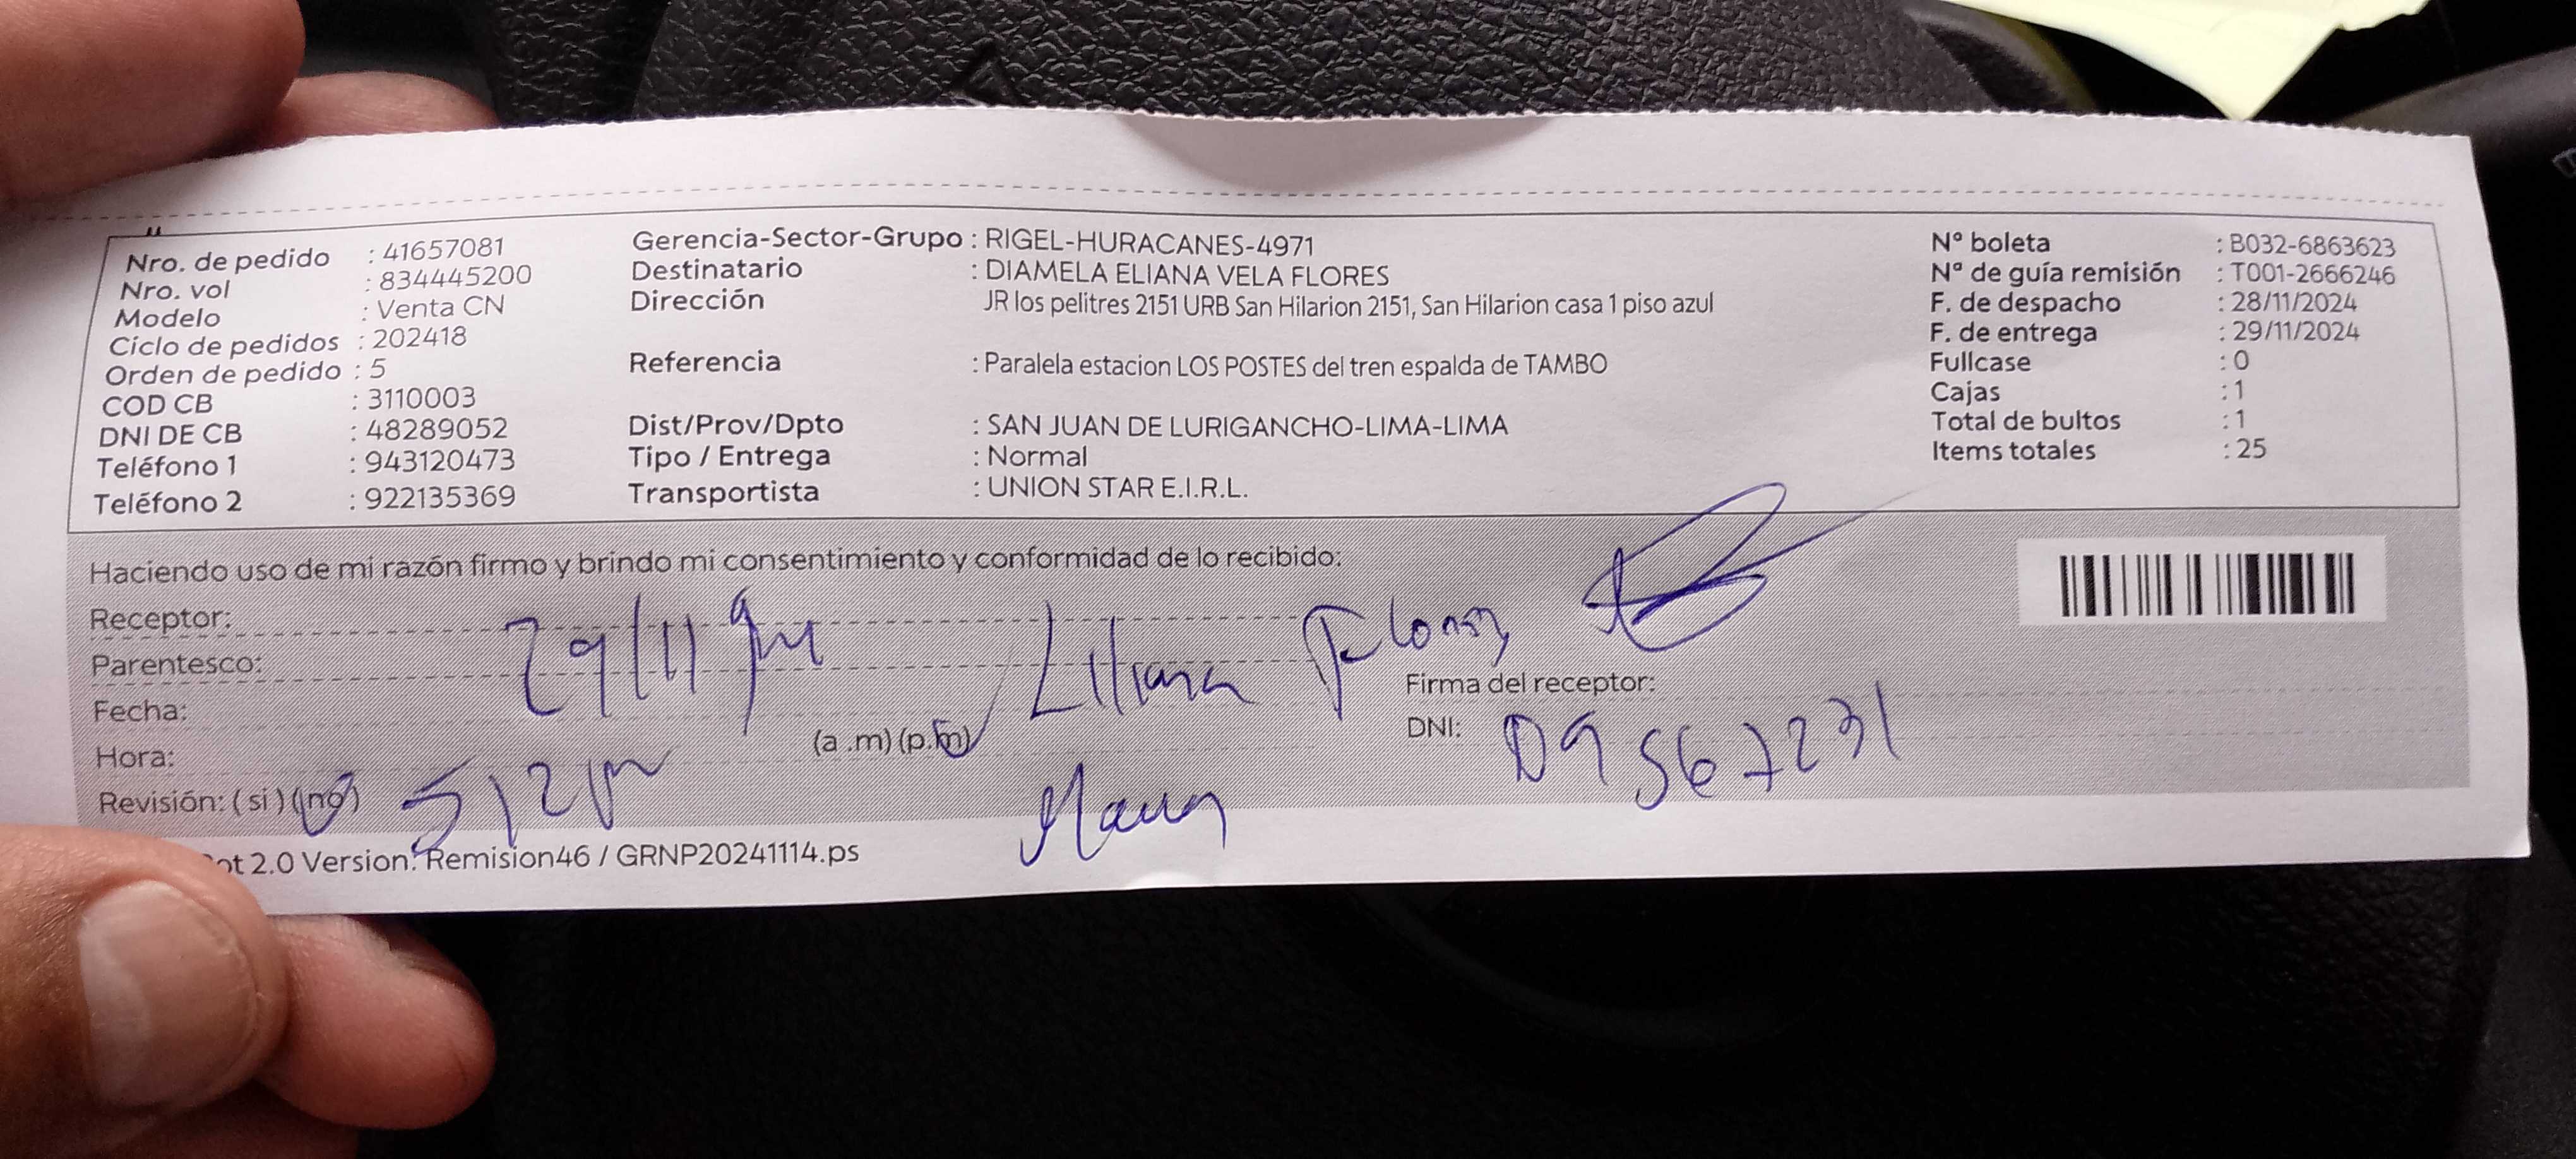 Nro. de pedido : 41657081
Nro. vol : 834445200
Modelo : Venta CN
Ciclo de pedidos : 202418
Orden de pedido : 5
COD CB : 3110003
DNI DE CB : 48289052
Teléfono 1 : 943120473
Teléfono 2 : 922135369
Gerencia-Sector-Grupo : RIGEL-HURACANES-4971
Destinatario : DIAMELA ELIANA VELA FLORES
Dirección JR los pelitres 2151 URB San Hilarion 2151, San Hilarion casa 1 piso azul
Referencia : Paralela estacion LOS POSTES del tren espalda de TAMBO
Dist/Prov/Dpto : SAN JUAN DE LURIGANCHO-LIMA-LIMA
Tipo / Entrega : Normal
Transportista : UNION STAR E.I.R.L.
Nº boleta : B032-6863623
Nª de guía remisión : T001-2666246
F. de despacho : 28/11/2024
F. de entrega : 29/11/2024
Fullcase : 0
Cajas : 1
Total de bultos : 1
Items totales : 25
Haciendo uso de mi razón firmo y brindo mi consentimiento y conformidad de lo recibido:
Receptor:
Parentesco: 29/11 Liliana Flores
Fecha:
Firma del receptor:
Hora: (a .m) (p.m)
DNI: 09567231
Revisión: ( si ) (no) 512 pm
2.0 Version: Remision46 / GRNP20241114.ps